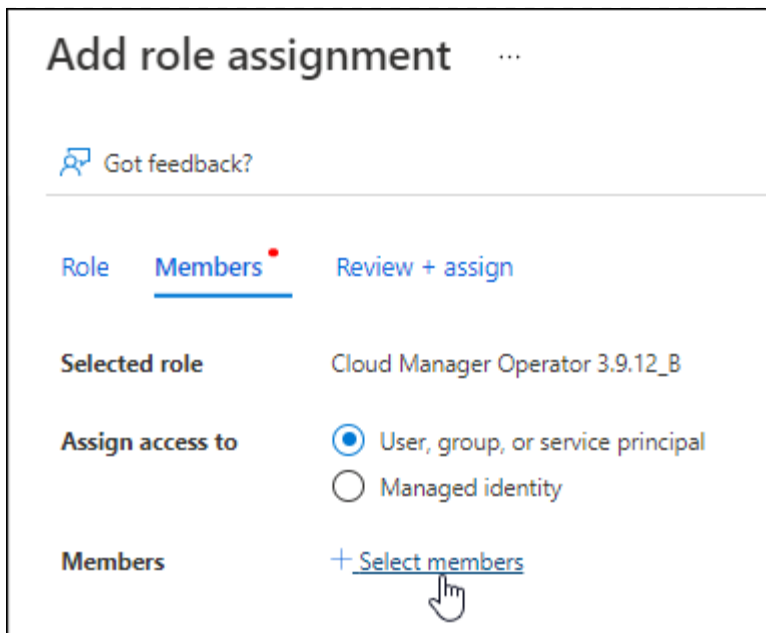 Add role assignment ...
Got feedback?
Role Members Review + assign
Selected role Cloud Manager Operator 3.9.12_B
Assign access to User, group, or service principal
Managed identity
Members + Select members